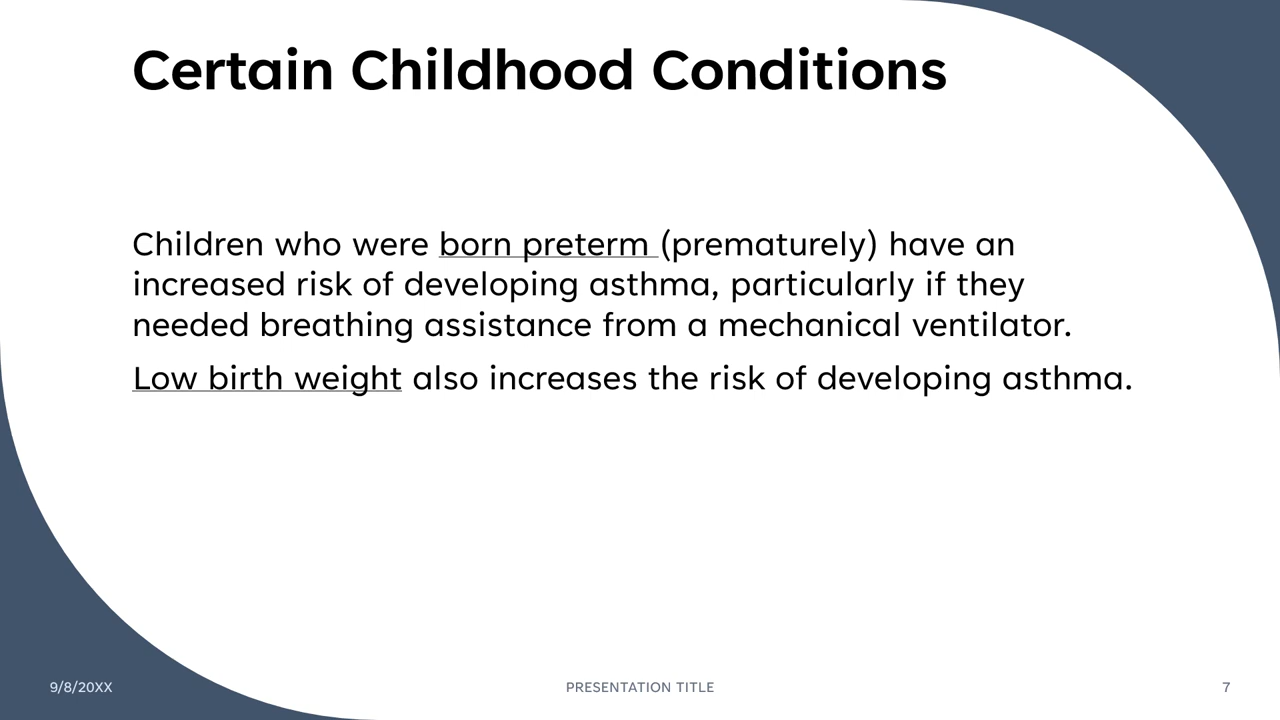 Certain Childhood Conditions
Children who were born preterm (prematurely) have an
increased risk of developing asthma, particularly if they
needed breathing assistance from a mechanical ventilator.
Low birth weight also increases the risk of developing asthma.
9/8/20XX
PRESENTATION TITLE
7